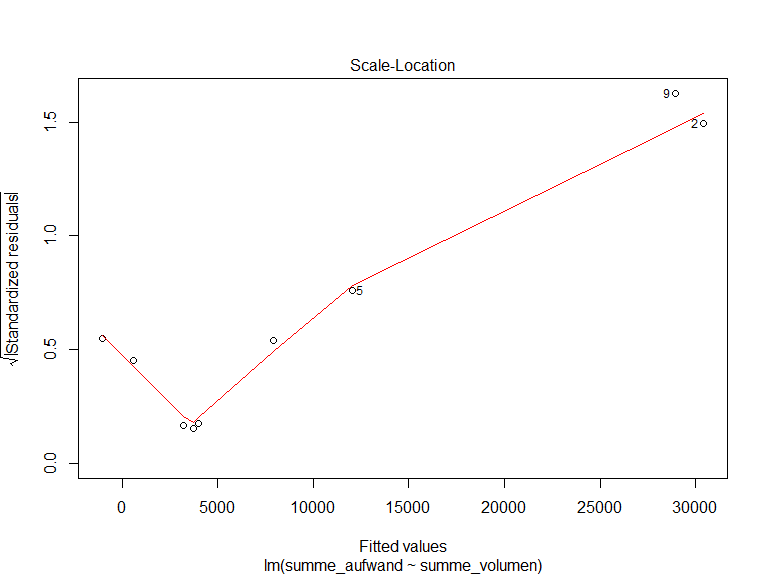 Scale-Location
√|Standardized residuals|
1.5
1.0
0.5
0.0
9
2
5
0 5000 10000 15000 20000 25000 30000
Fitted values
lm(summe_aufwand ~ summe_volumen)